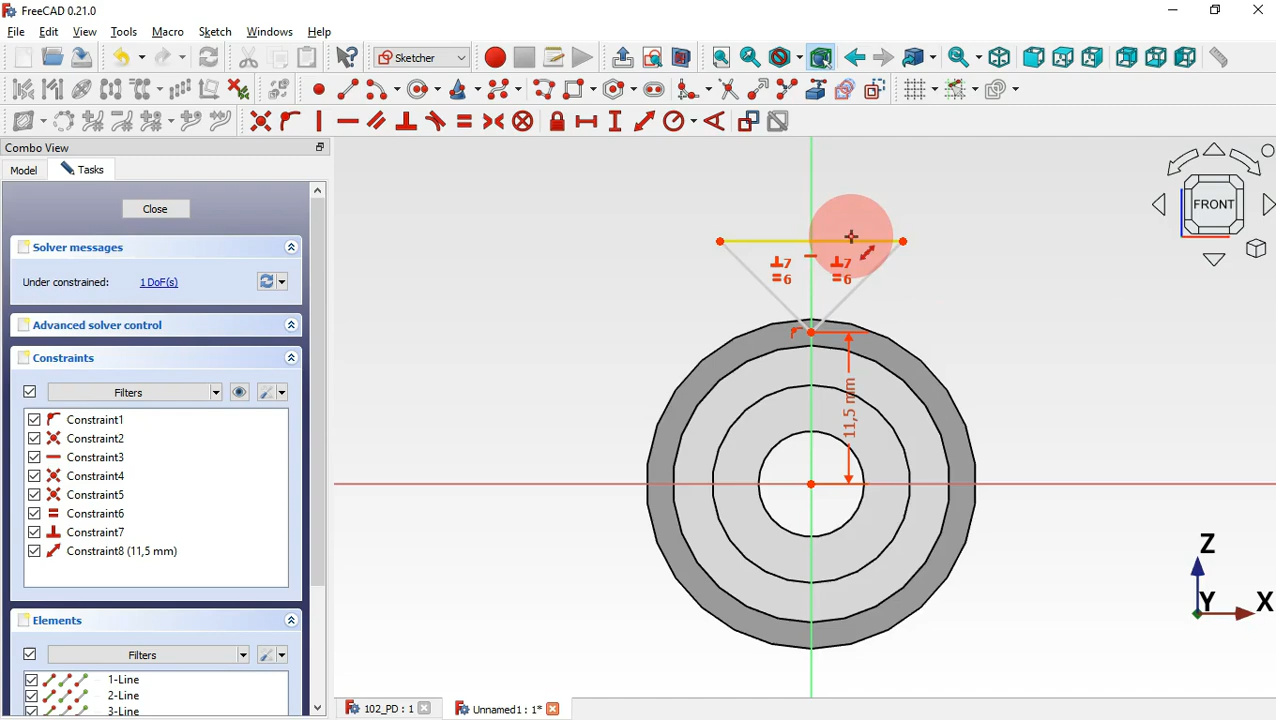 FreeCAD 0.21.0
File Edit View Tools Macro Sketch Windows Help
Sketcher
Combo View
Model Tasks
Close
Solver messages
Under constrained: 1 DoF(s)
Advanced solver control
Constraints
Filters
Constraint1
Constraint2
Constraint3
Constraint4
Constraint5
Constraint6
Constraint7
Constraint8 (11,5 mm)
Elements
Filters
1-Line
2-Line
3-Line
7
6
7
6
11,5 mm
FRONT
Z
Y X
102_PD : 1
Unnamed1 : 1*